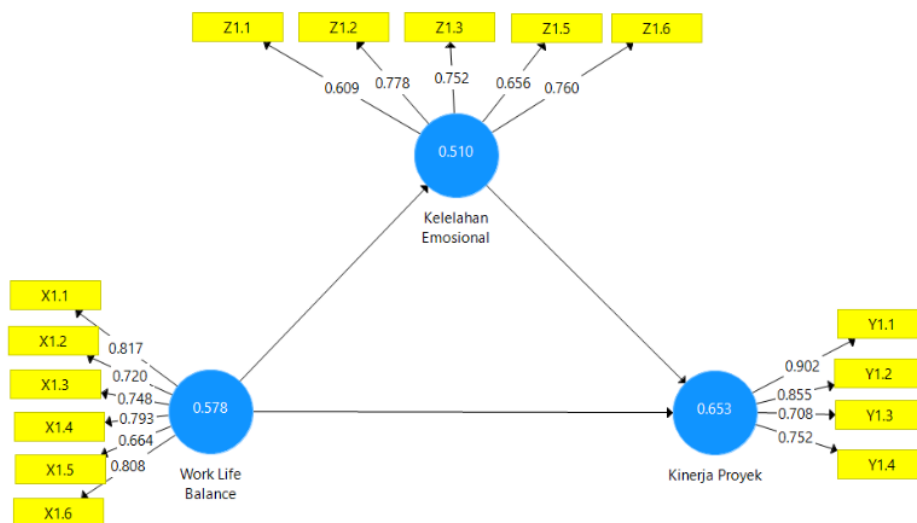 Z1.1
Z1.2
Z1.3
Z1.5
Z1.6
0.609
0.778
0.752
0.656
0.760
0.510
Kelelahan
Emosional
X1.1
X1.2
X1.3
X1.4
X1.5
X1.6
0.817
0.720
0.748
0.793
0.664
0.808
0.578
Work Life
Balance
0.653
Kinerja Proyek
0.902
0.855
0.708
0.752
Y1.1
Y1.2
Y1.3
Y1.4